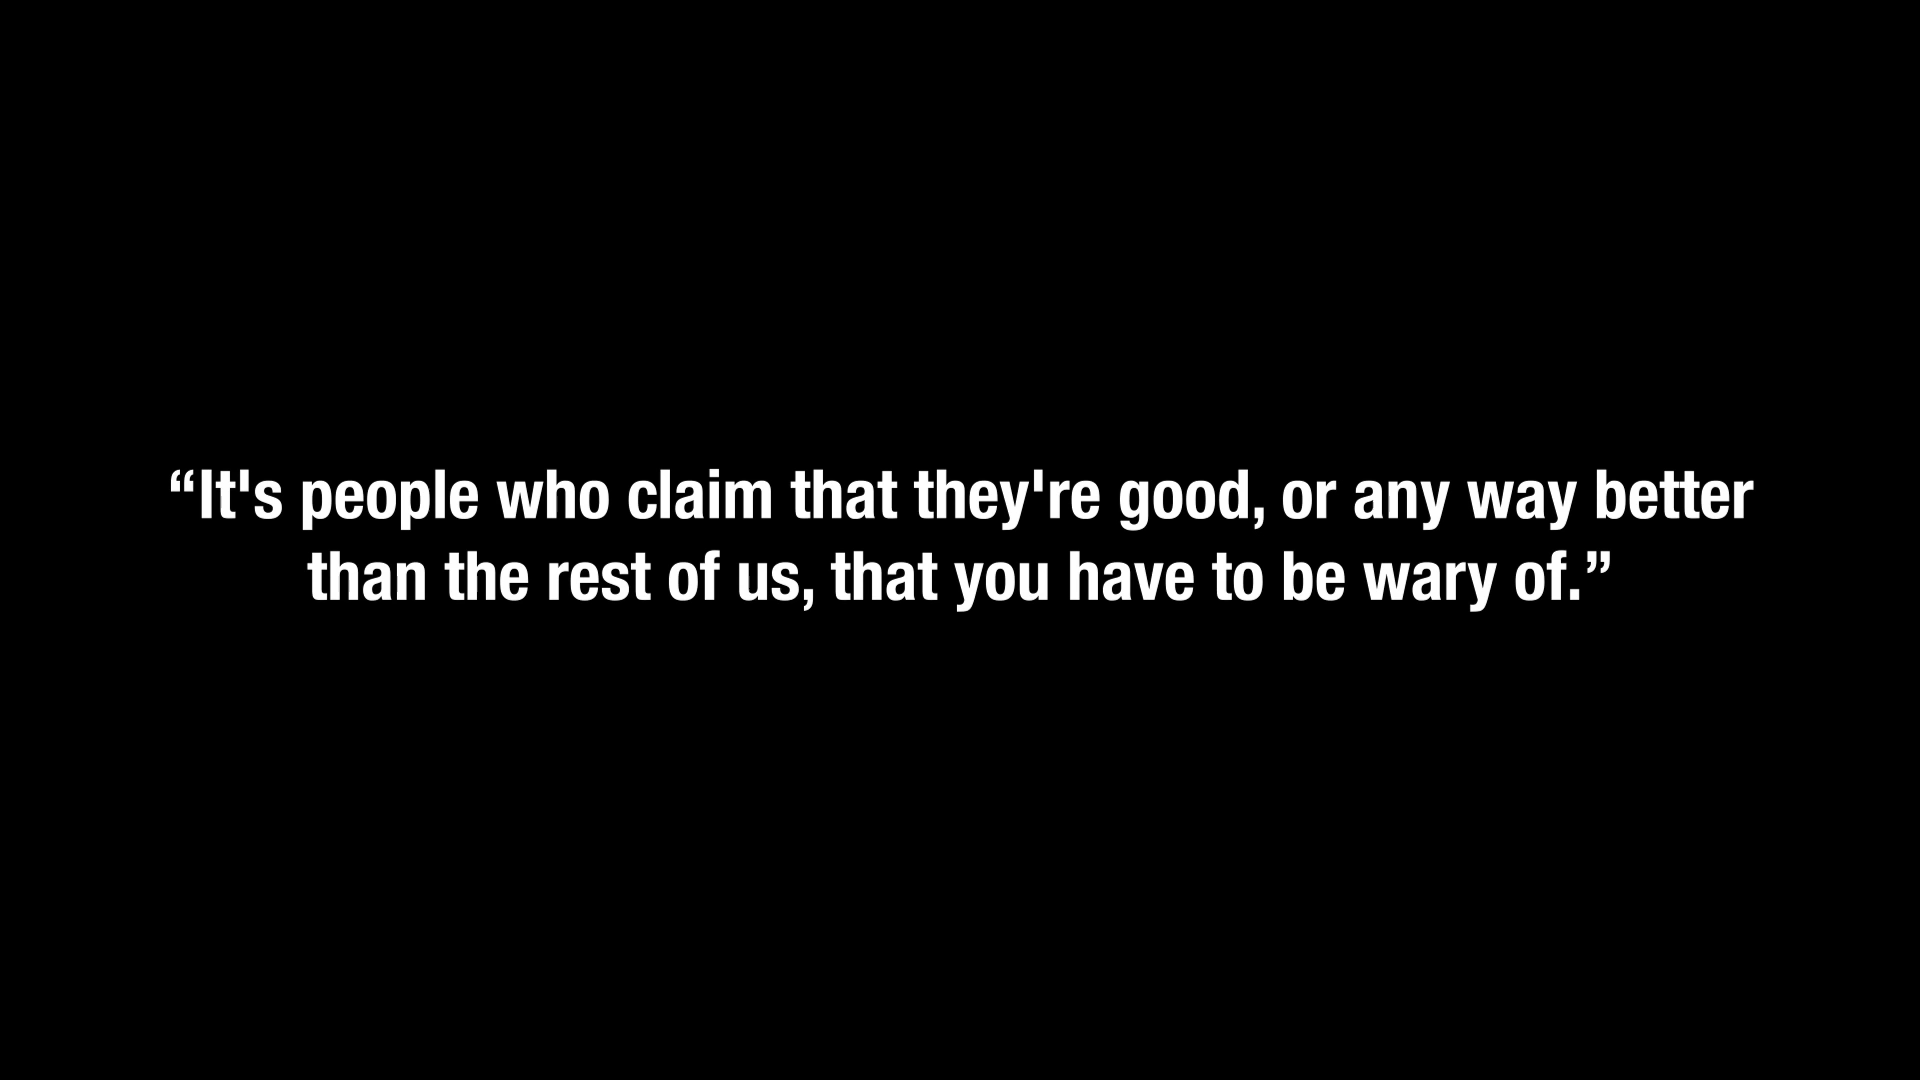 “It's people who claim that they're good, or any way better
than the rest of us, that you have to be wary of.”